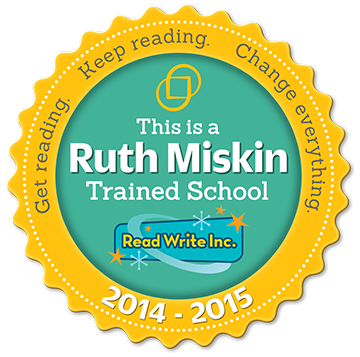 Get reading. Keep reading. Change everything.
This is a
Ruth Miskin
Trained School
Read Write Inc.
2014 - 2015